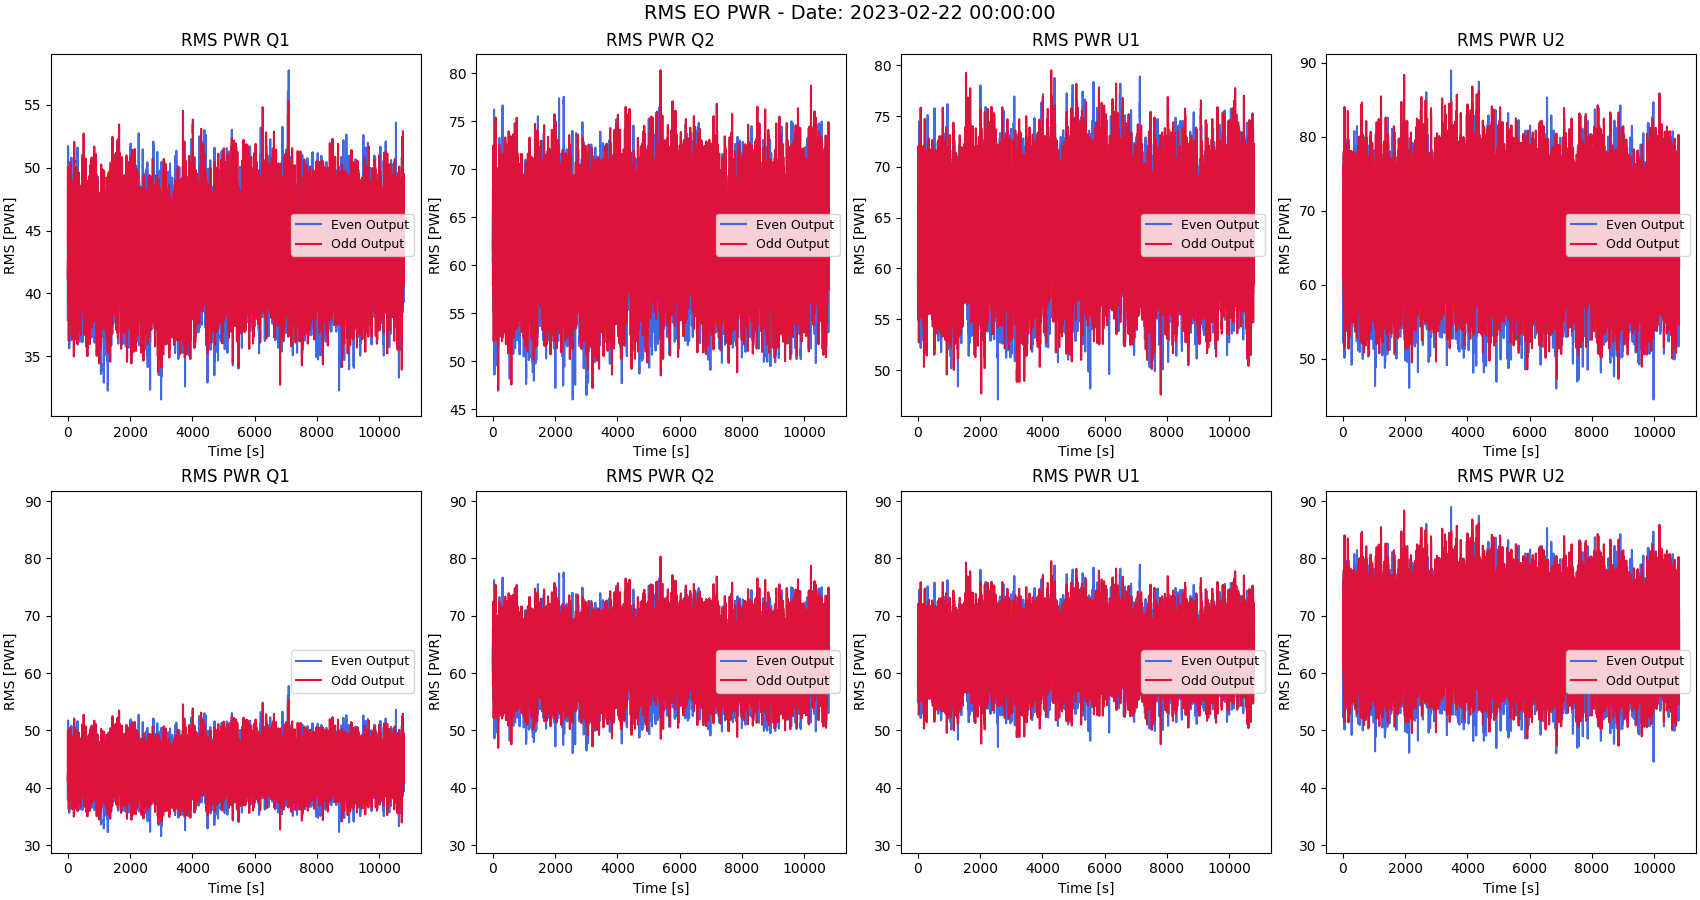 RMS EO PWR - Date: 2023-02-22 00:00:00
RMS PWR Q1
RMS [PWR]
55
50
45
40
35
0 2000 4000 6000 8000 10000
Time [s]
Even Output
Odd Output
RMS PWR Q2
RMS [PWR]
80
75
70
65
60
55
50
45
0 2000 4000 6000 8000 10000
Time [s]
Even Output
Odd Output
RMS PWR U1
RMS [PWR]
80
75
70
65
60
55
50
0 2000 4000 6000 8000 10000
Time [s]
Even Output
Odd Output
RMS PWR U2
RMS [PWR]
90
80
70
60
50
0 2000 4000 6000 8000 10000
Time [s]
Even Output
Odd Output
RMS PWR Q1
RMS [PWR]
90
80
70
60
50
40
30
0 2000 4000 6000 8000 10000
Time [s]
Even Output
Odd Output
RMS PWR Q2
RMS [PWR]
90
80
70
60
50
40
30
0 2000 4000 6000 8000 10000
Time [s]
Even Output
Odd Output
RMS PWR U1
RMS [PWR]
90
80
70
60
50
40
30
0 2000 4000 6000 8000 10000
Time [s]
Even Output
Odd Output
RMS PWR U2
RMS [PWR]
90
80
70
60
50
40
30
0 2000 4000 6000 8000 10000
Time [s]
Even Output
Odd Output